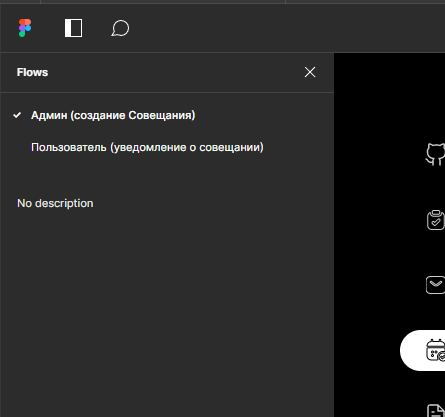 Flows
Админ (создание Совещания)
Пользователь (уведомление о совещании)
No description